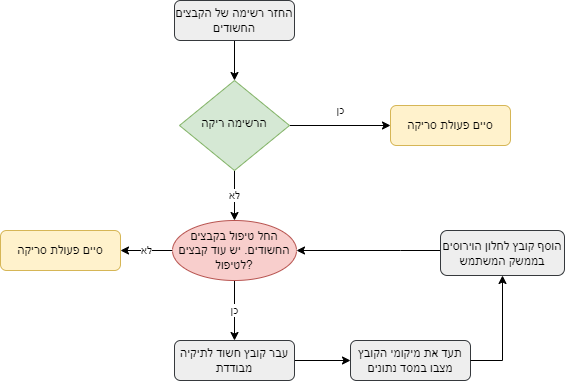 החזר רשימה של הקבצים
החשודים
הרשימה ריקה
כן
סיים פעולת סריקה
לא
החל טיפול בקבצים
החשודים. יש עוד קבצים
לטיפול?
לא
סיים פעולת סריקה
הוסף קובץ לחלון הוירוסים
בממשק המשתמש
כן
עבר קובץ חשוד לתיקיה
מבודדת
תעד את מיקומי הקובץ
מצבו במסד נתונים